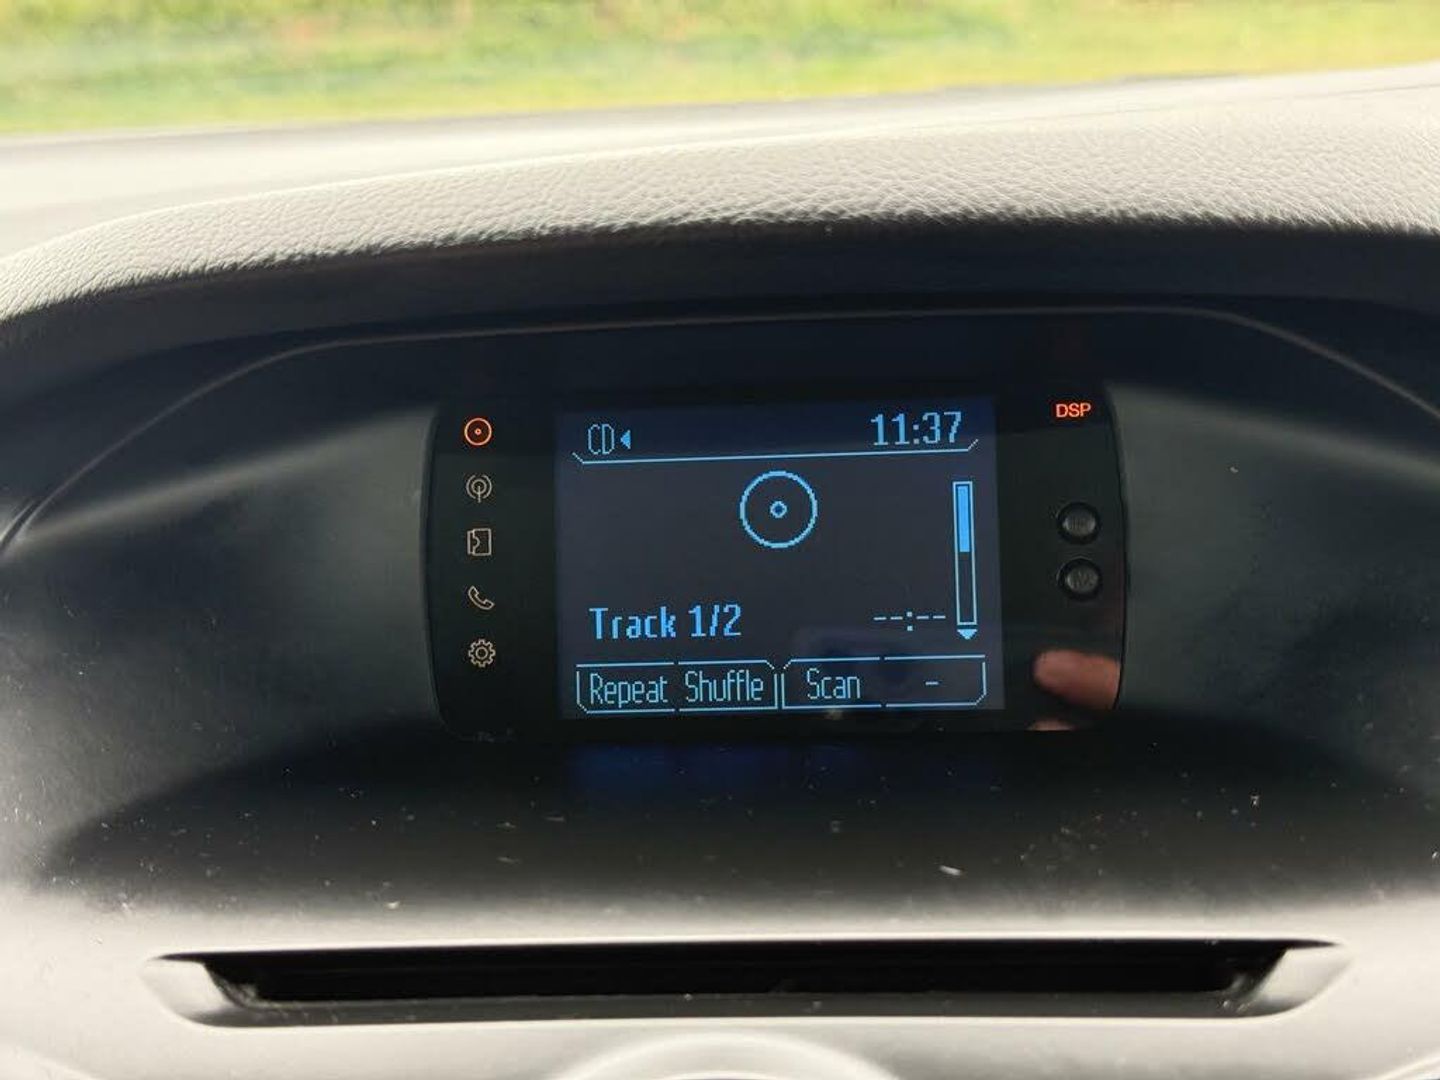 CD
11:37
DSP
Track 1/2 --:--
Repeat Shuffle Scan -